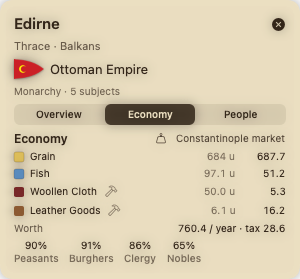 Edirne
Thrace · Balkans
Ottoman Empire
Monarchy · 5 subjects
Overview Economy People
Economy Constantinople market
Grain 684 u 687.7
Fish 97.1 u 51.2
Woollen Cloth 50.0 u 5.3
Leather Goods 6.1 u 16.2
Worth 760.4 / year · tax 28.6
90% 91% 86% 65%
Peasants Burghers Clergy Nobles